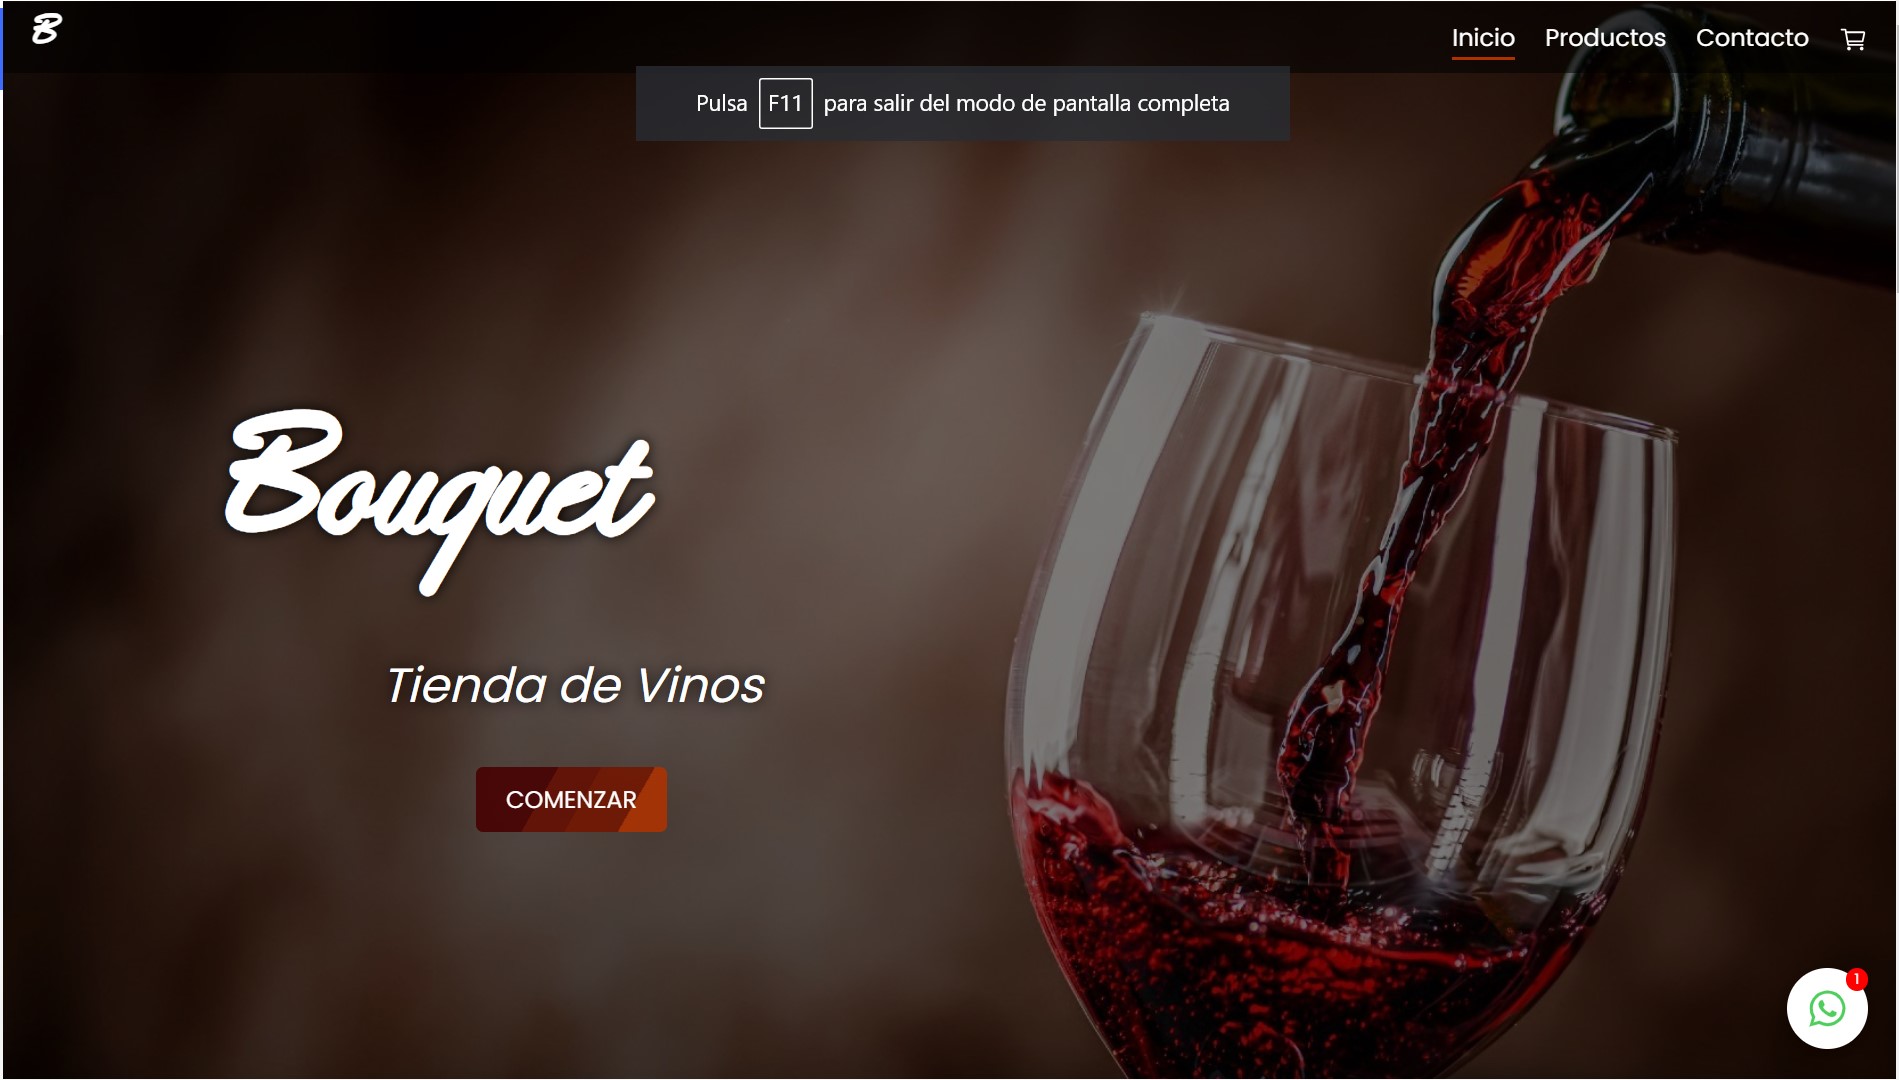 B
Inicio Productos Contacto
Pulsa F11 para salir del modo de pantalla completa
Bouquet
Tienda de Vinos
COMENZAR
1